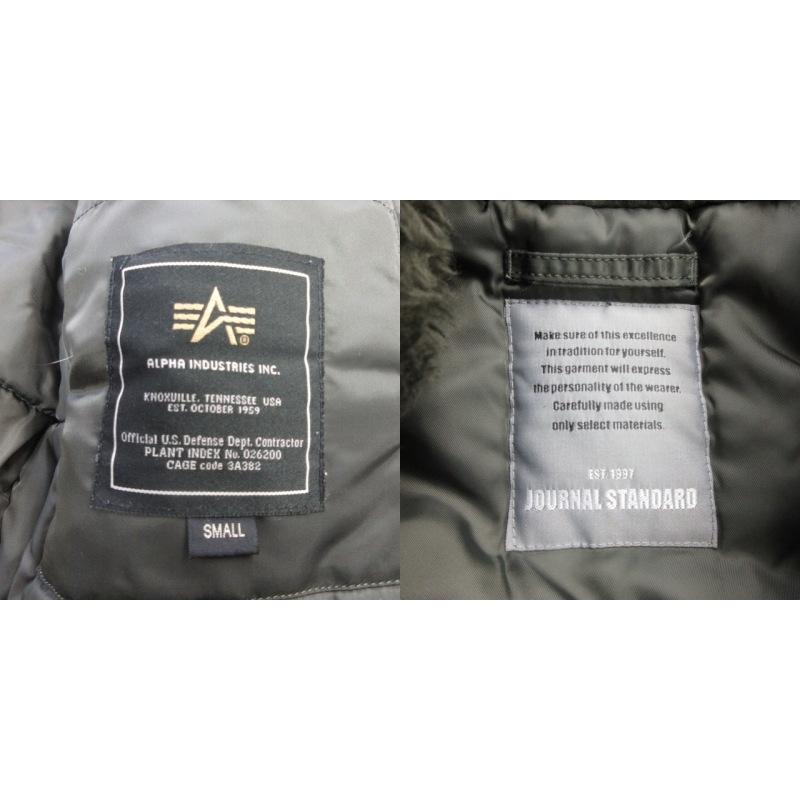 ALPHA INDUSTRIES INC.
KNOXVILLE, TENNESSEE USA
EST. OCTOBER 1959
Official U.S. Defense Dept. Contractor
PLANT INDEX No. 026200
CAGE code 3A382
SMALL
Make sure of this excellence
in tradition for yourself.
This garment will express
the personality of the wearer.
Carefully made using
only select materials.
EST. 1997
JOURNAL STANDARD